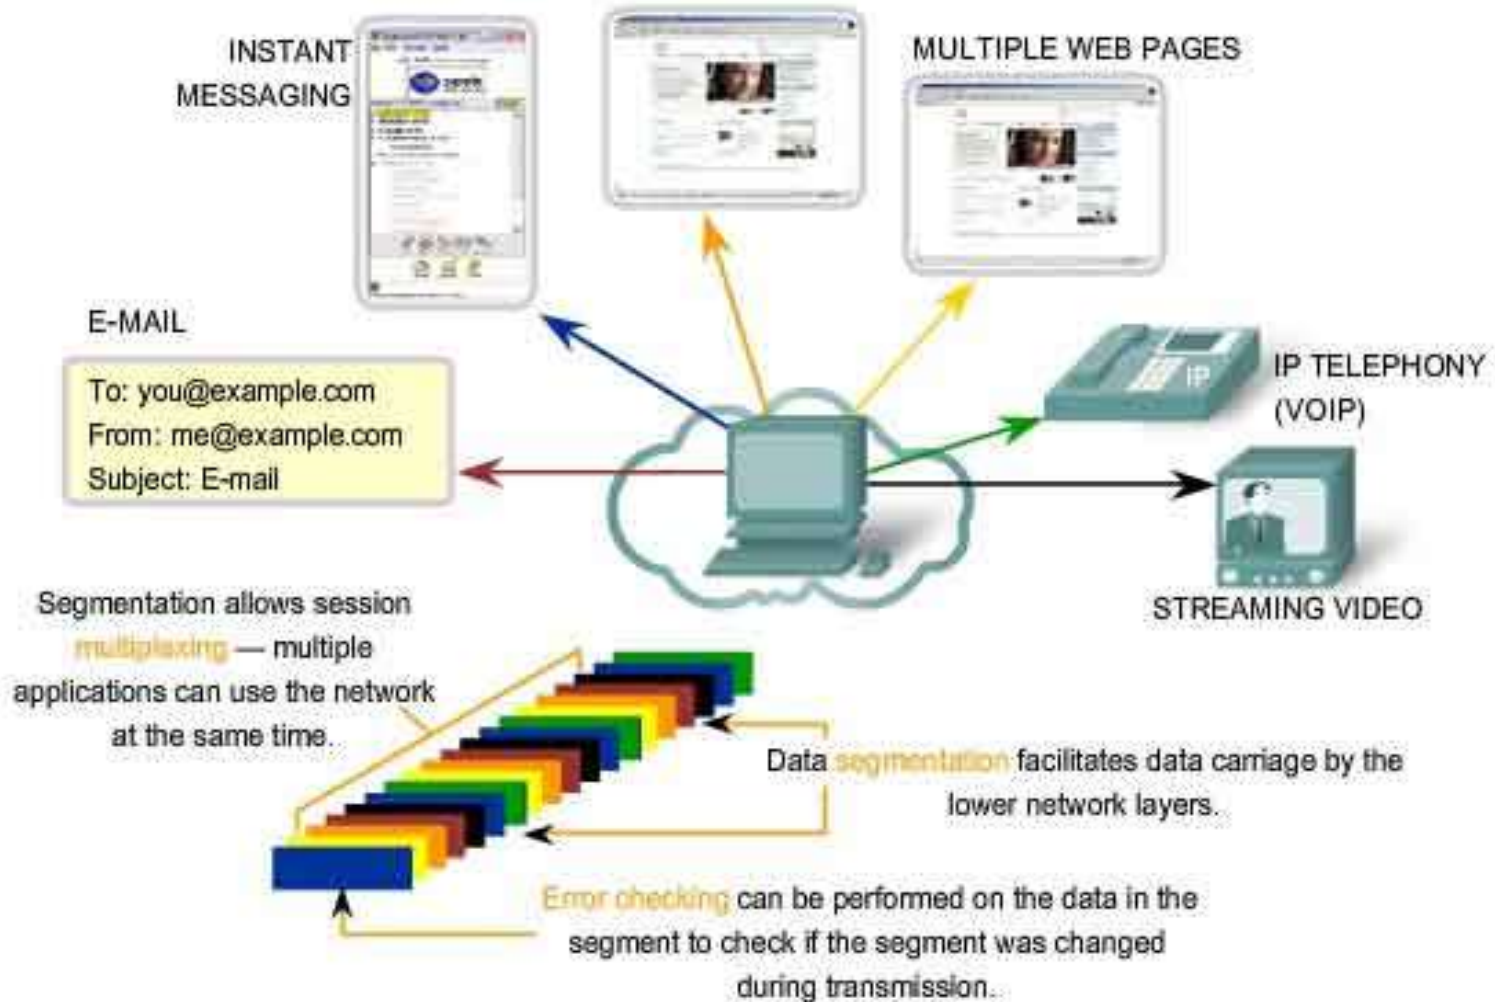 INSTANT
MESSAGING
MULTIPLE WEB PAGES
E-MAIL
To: you@example.com
From: me@example.com
Subject: E-mail
IP
IP TELEPHONY
(VOIP)
STREAMING VIDEO
Segmentation allows session
multiplexing — multiple
applications can use the network
at the same time.
Data segmentation facilitates data carriage by the
lower network layers.
Error checking can be performed on the data in the
segment to check if the segment was changed
during transmission.